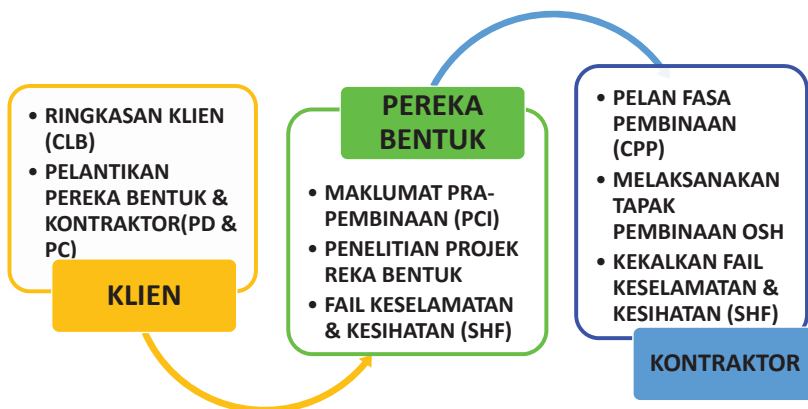 • RINGKASAN KLIEN
(CLB)
• PELANTIKAN
PEREKA BENTUK &
KONTRAKTOR(PD &
PC)
KLIEN
PEREKA
BENTUK
• MAKLUMAT PRA-
PEMBINAAN (PCI)
• PENELITIAN PROJEK
REKA BENTUK
• FAIL KESELAMATAN
& KESIHATAN (SHF)
• PELAN FASA
PEMBINAAN
(CPP)
• MELAKSANAKAN
TAPAK
PEMBINAAN OSH
• KEKALKAN FAIL
KESELAMATAN &
KESIHATAN (SHF)
KONTRAKTOR